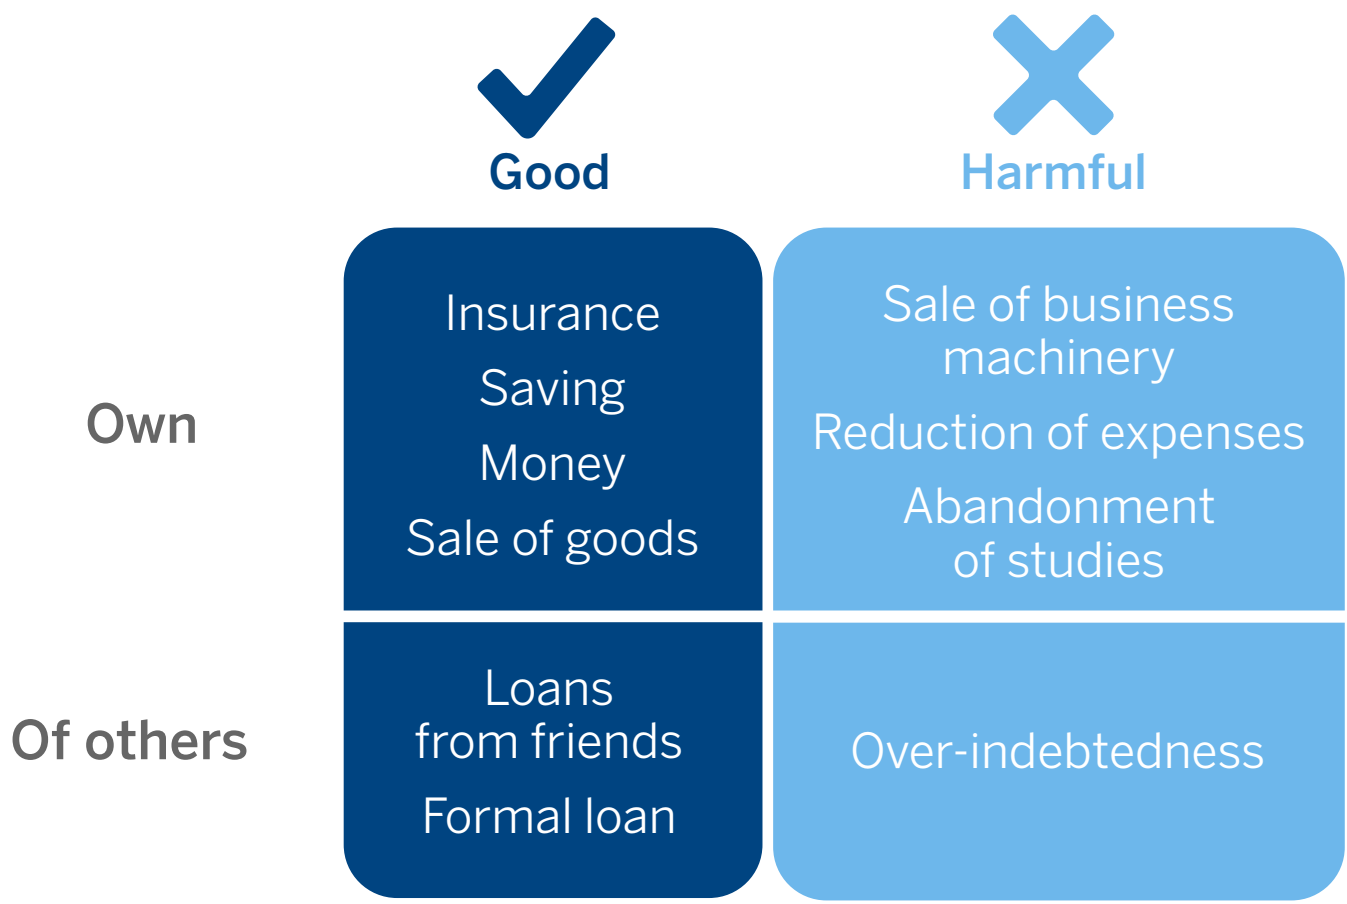 Good
Harmful
Own
Insurance
Saving
Money
Sale of goods
Sale of business
machinery
Reduction of expenses
Abandonment
of studies
Of others
Loans
from friends
Formal loan
Over-indebtedness